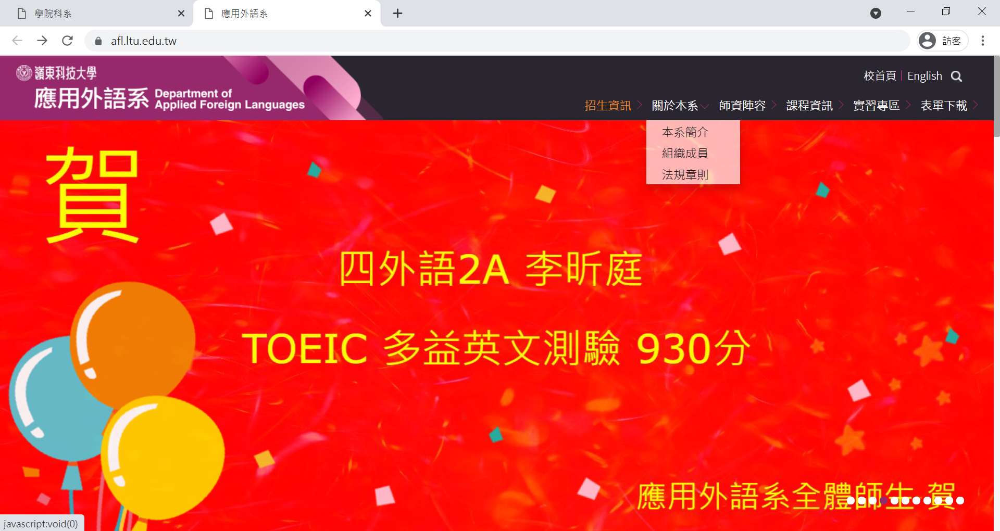 學院科系
應用外語系
afl.ltu.edu.tw
訪客
嶺東科技大學
應用外語系 Department of Applied Foreign Languages
校首頁 English
招生資訊 關於本系 師資陣容 課程資訊 實習專區 表單下載
本系簡介
組織成員
法規章則
賀
四外語2A 李昕庭
TOEIC 多益英文測驗 930分
應用外語系全體師生 賀
javascript:void(0)